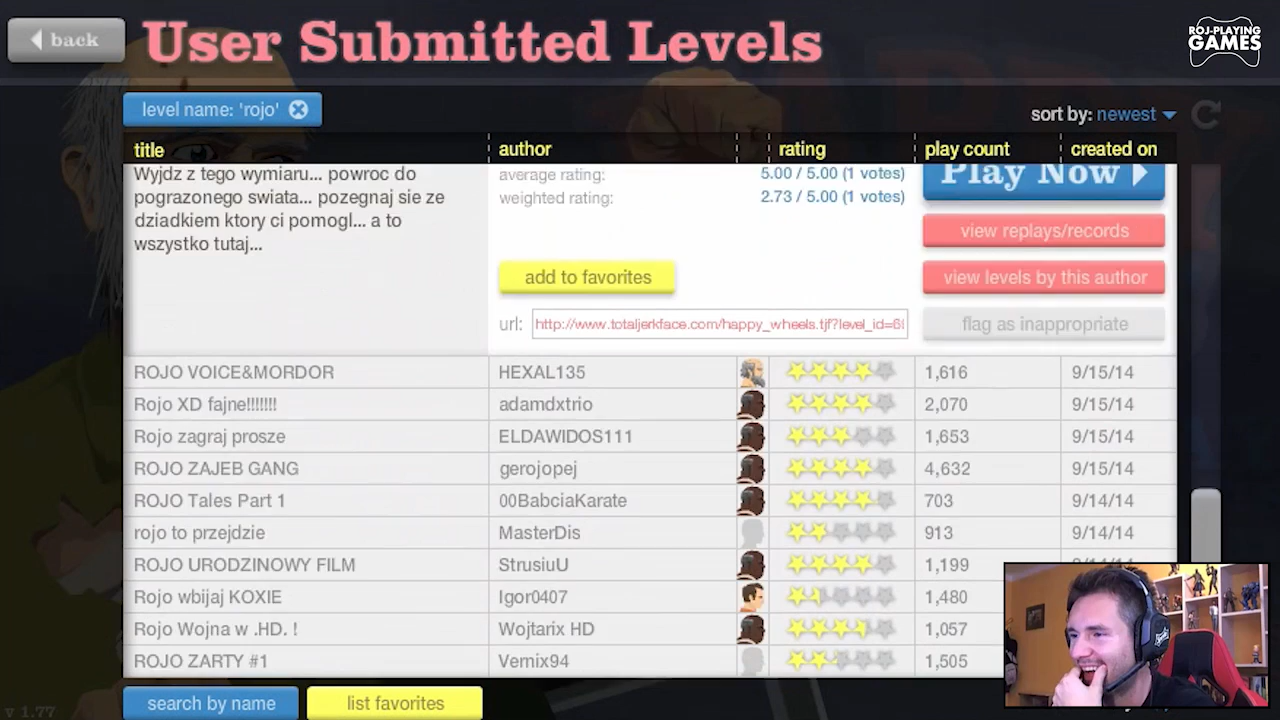 back
User Submitted Levels
ROJ-PLAYING
GAMES
level name: 'rojo'
sort by: newest
title author rating play count created on
Wyjdz z tego wymiaru... powroc do
pograzonego swiata... pozegnaj sie ze
dziadkiem ktory ci pomogl... a to
wszystko tutaj...
average rating: 5.00 / 5.00 (1 votes)
weighted rating: 2.73 / 5.00 (1 votes)
add to favorites
url: http://www.totaljerkface.com/happy_wheels.tjf?level_id=6
Play Now
view replays/records
view levels by this author
flag as inappropriate
ROJO VOICE&MORDOR HEXAL135 1,616 9/15/14
Rojo XD fajne!!!!!!! adamdxtrio 2,070 9/15/14
Rojo zagraj prosze ELDAWIDOS111 1,653 9/15/14
ROJO ZAJEB GANG gerojopej 4,632 9/15/14
ROJO Tales Part 1 00BabciaKarate 703 9/14/14
rojo to przejdzie MasterDis 913 9/14/14
ROJO URODZINOWY FILM StrusiuU 1,199 9/14/14
Rojo wbijaj KOXIE Igor0407 1,480
Rojo Wojna w .HD. ! Wojtarix HD 1,057
ROJO ZARTY #1 Vernix94 1,505
search by name
list favorites
v 1.77